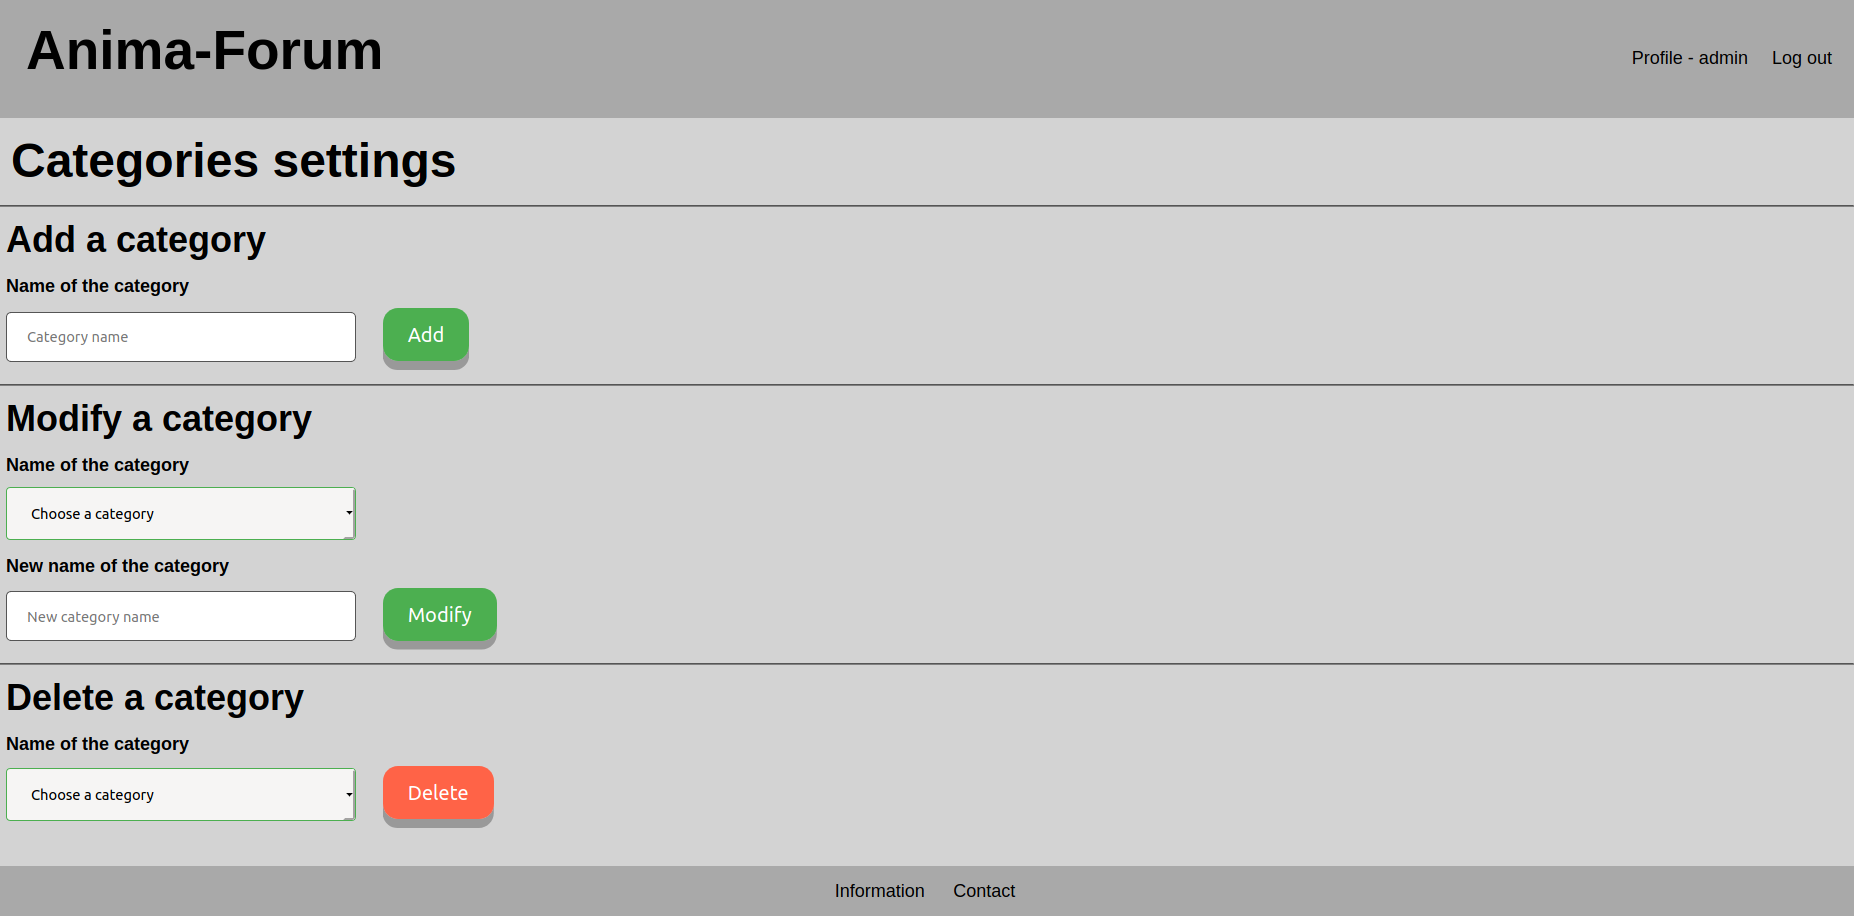 Anima-Forum
Profile - admin Log out
Categories settings
Add a category
Name of the category
Category name Add
Modify a category
Name of the category
Choose a category
New name of the category
New category name Modify
Delete a category
Name of the category
Choose a category Delete
Information Contact